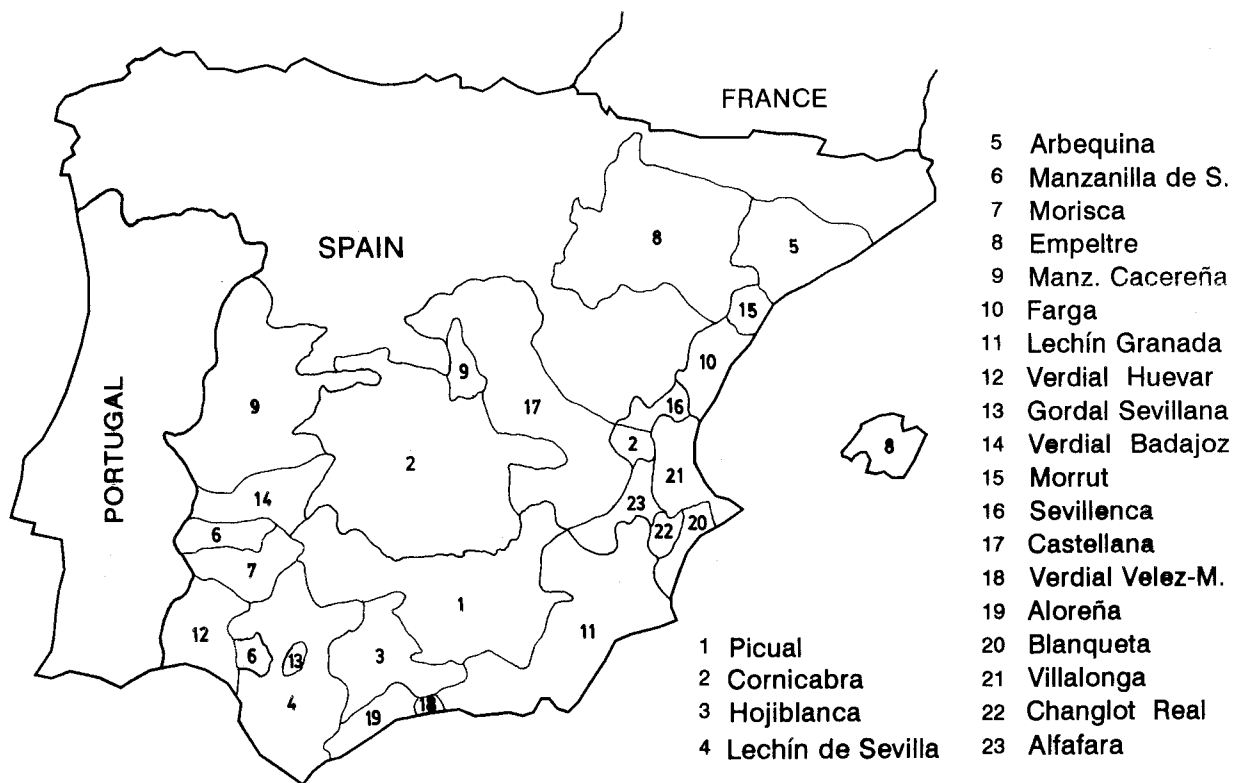 FRANCE
SPAIN
PORTUGAL
8
5
15
9
10
9
17
16
8
2
2
21
14
23
6
22
20
7
1
12
6
13
3
11
4
19
18
1 Picual
2 Cornicabra
3 Hojiblanca
4 Lechín de Sevilla
5 Arbequina
6 Manzanilla de S.
7 Morisca
8 Empeltre
9 Manz. Cacereña
10 Farga
11 Lechín Granada
12 Verdial Huevar
13 Gordal Sevillana
14 Verdial Badajoz
15 Morrut
16 Sevillenca
17 Castellana
18 Verdial Velez-M.
19 Aloreña
20 Blanqueta
21 Villalonga
22 Changlot Real
23 Alfafara